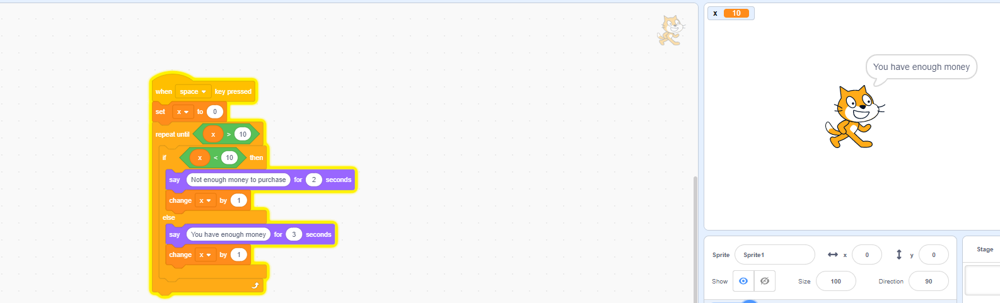 x 10
You have enough money
when space key pressed
set x to 0
repeat until x > 10
if x < 10 then
say Not enough money to purchase for 2 seconds
change x by 1
else
say You have enough money for 3 seconds
change x by 1
Sprite Sprite1 x 0 y 0
Show Size 100 Direction 90
Stage